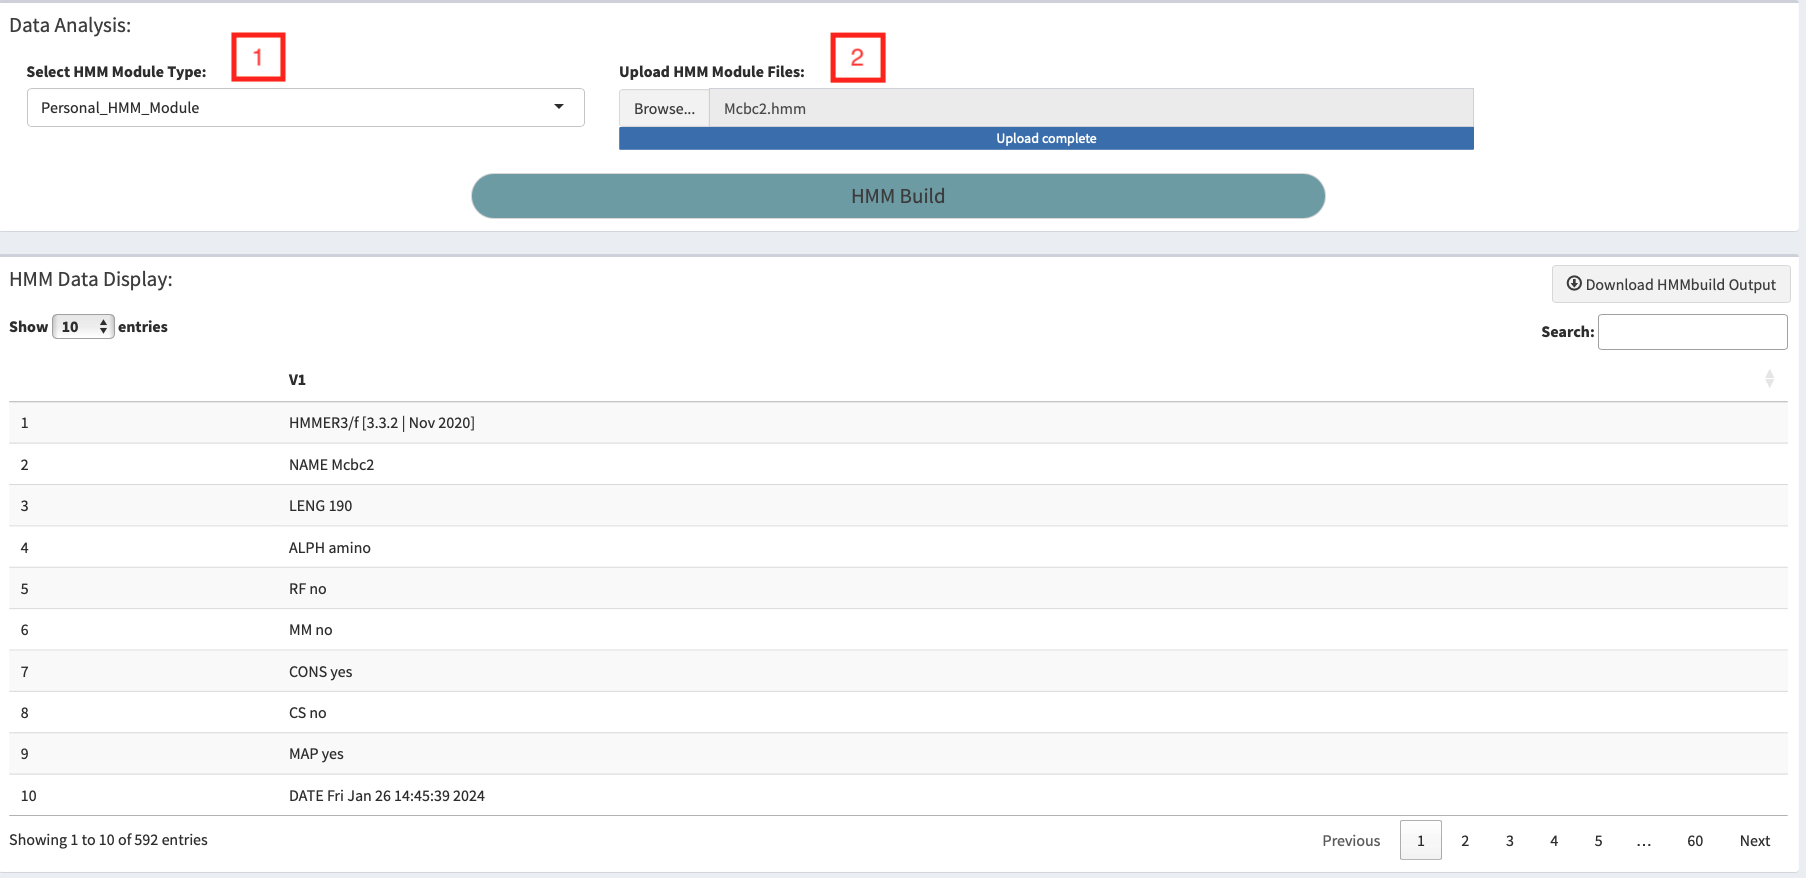 Data Analysis:
1
2
Select HMM Module Type:
Upload HMM Module Files:
Personal_HMM_Module
Browse...
Mcbc2.hmm
Upload complete
HMM Build
HMM Data Display:
Download HMMbuild Output
Show 10 entries
Search:
V1
1 HMMER3/f [3.3.2 | Nov 2020]
2 NAME Mcbc2
3 LENG 190
4 ALPH amino
5 RF no
6 MM no
7 CONS yes
8 CS no
9 MAP yes
10 DATE Fri Jan 26 14:45:39 2024
Showing 1 to 10 of 592 entries
Previous 1 2 3 4 5 ... 60 Next